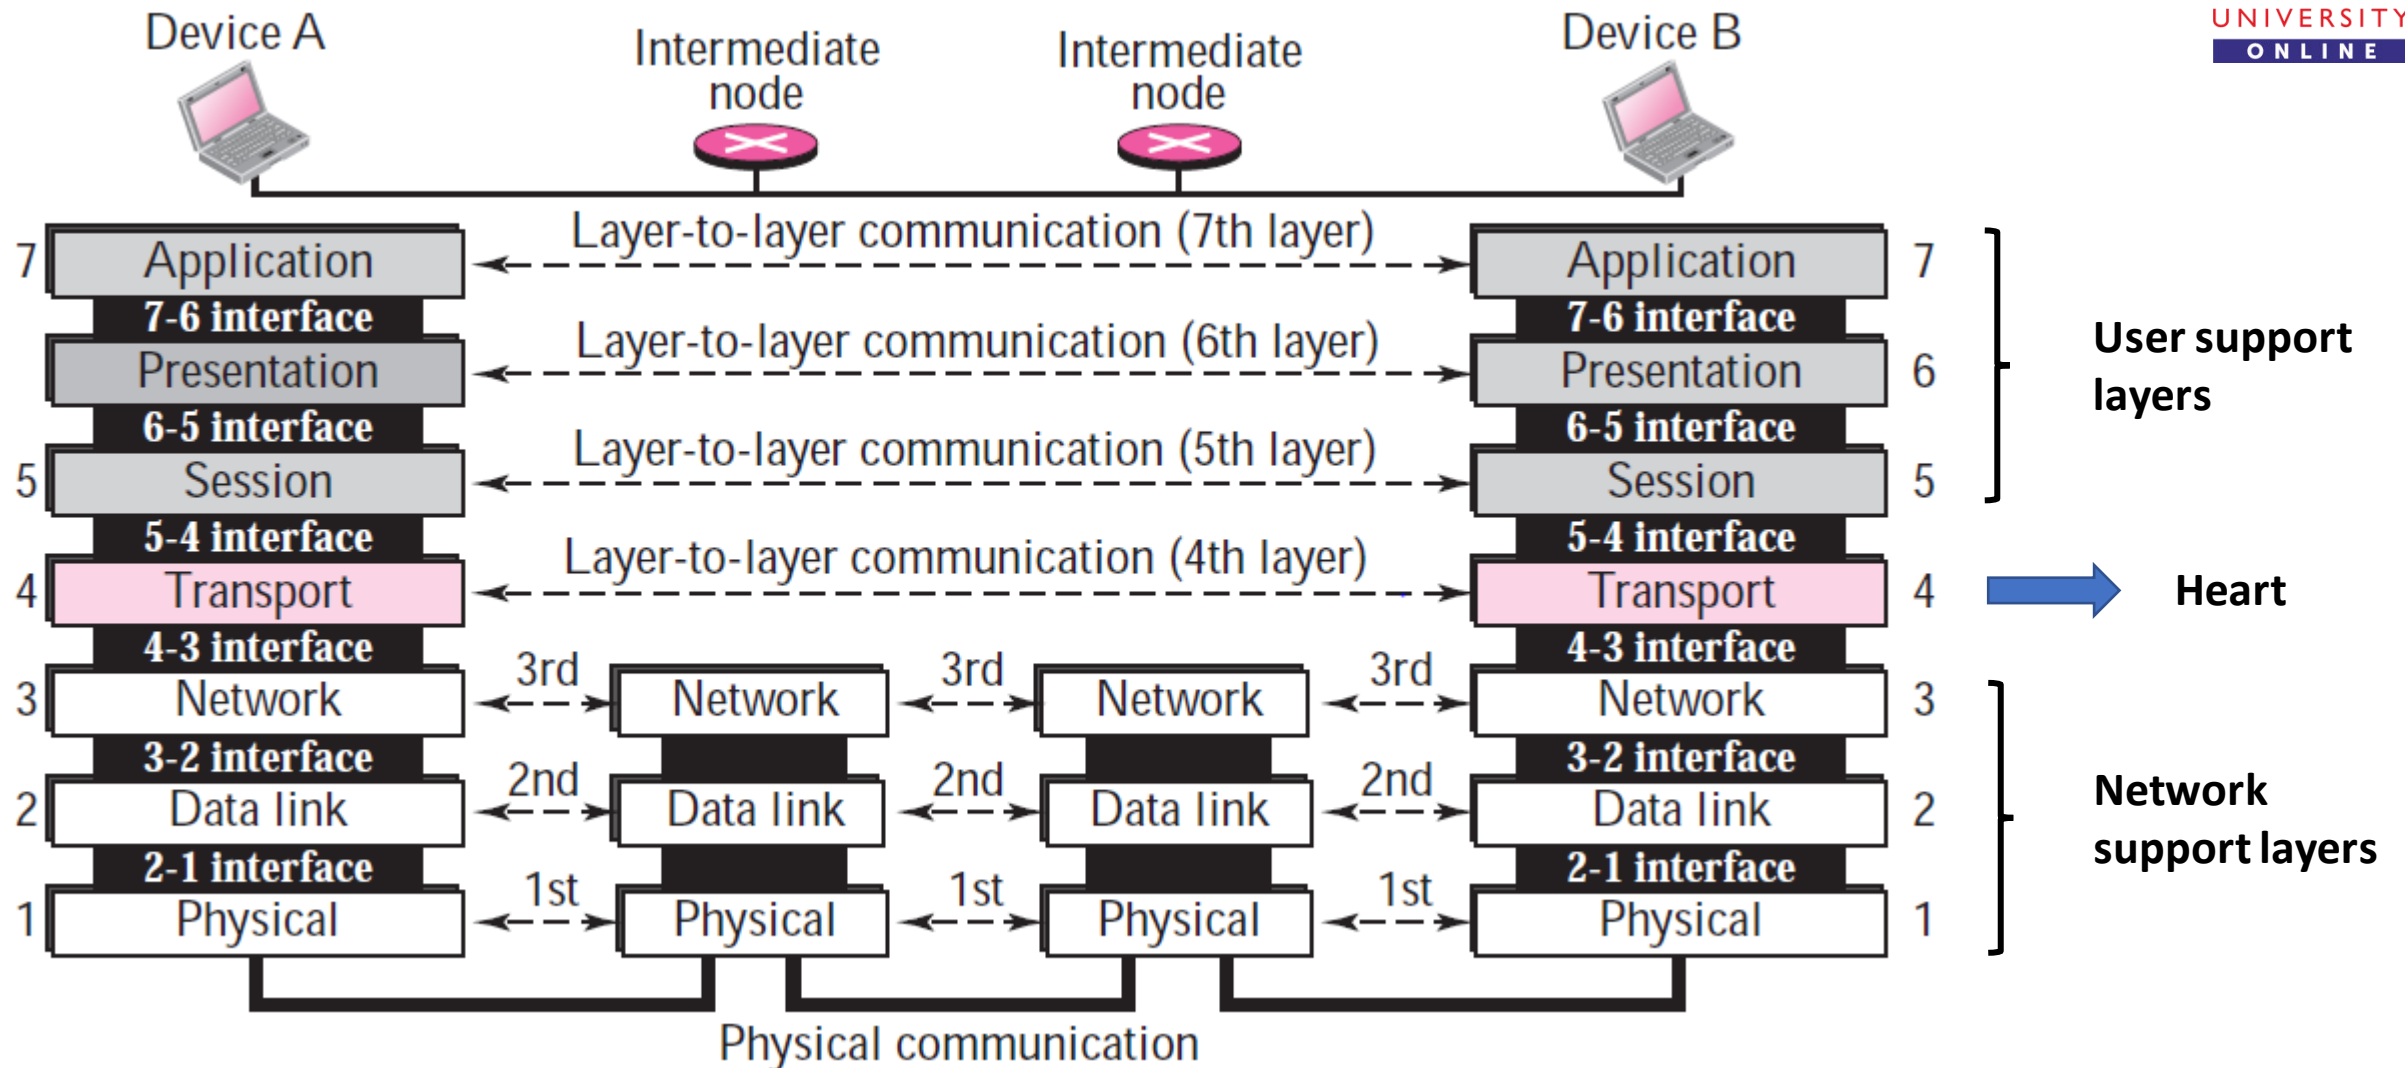 UNIVERSITY
ONLINE
Device A
Intermediate
node
Intermediate
node
Device B
Layer-to-layer communication (7th layer)
7 Application
Application 7
7-6 interface
7-6 interface
Layer-to-layer communication (6th layer)
Presentation
Presentation 6
User support
layers
6-5 interface
6-5 interface
Layer-to-layer communication (5th layer)
5 Session
Session 5
5-4 interface
5-4 interface
Layer-to-layer communication (4th layer)
4 Transport
Transport 4
Heart
4-3 interface
4-3 interface
3 Network 3rd Network 3rd Network 3rd Network 3
3-2 interface
3-2 interface
2 Data link 2nd Data link 2nd Data link 2nd Data link 2
Network
support layers
2-1 interface
2-1 interface
1 Physical 1st Physical 1st Physical 1st Physical 1
Physical communication